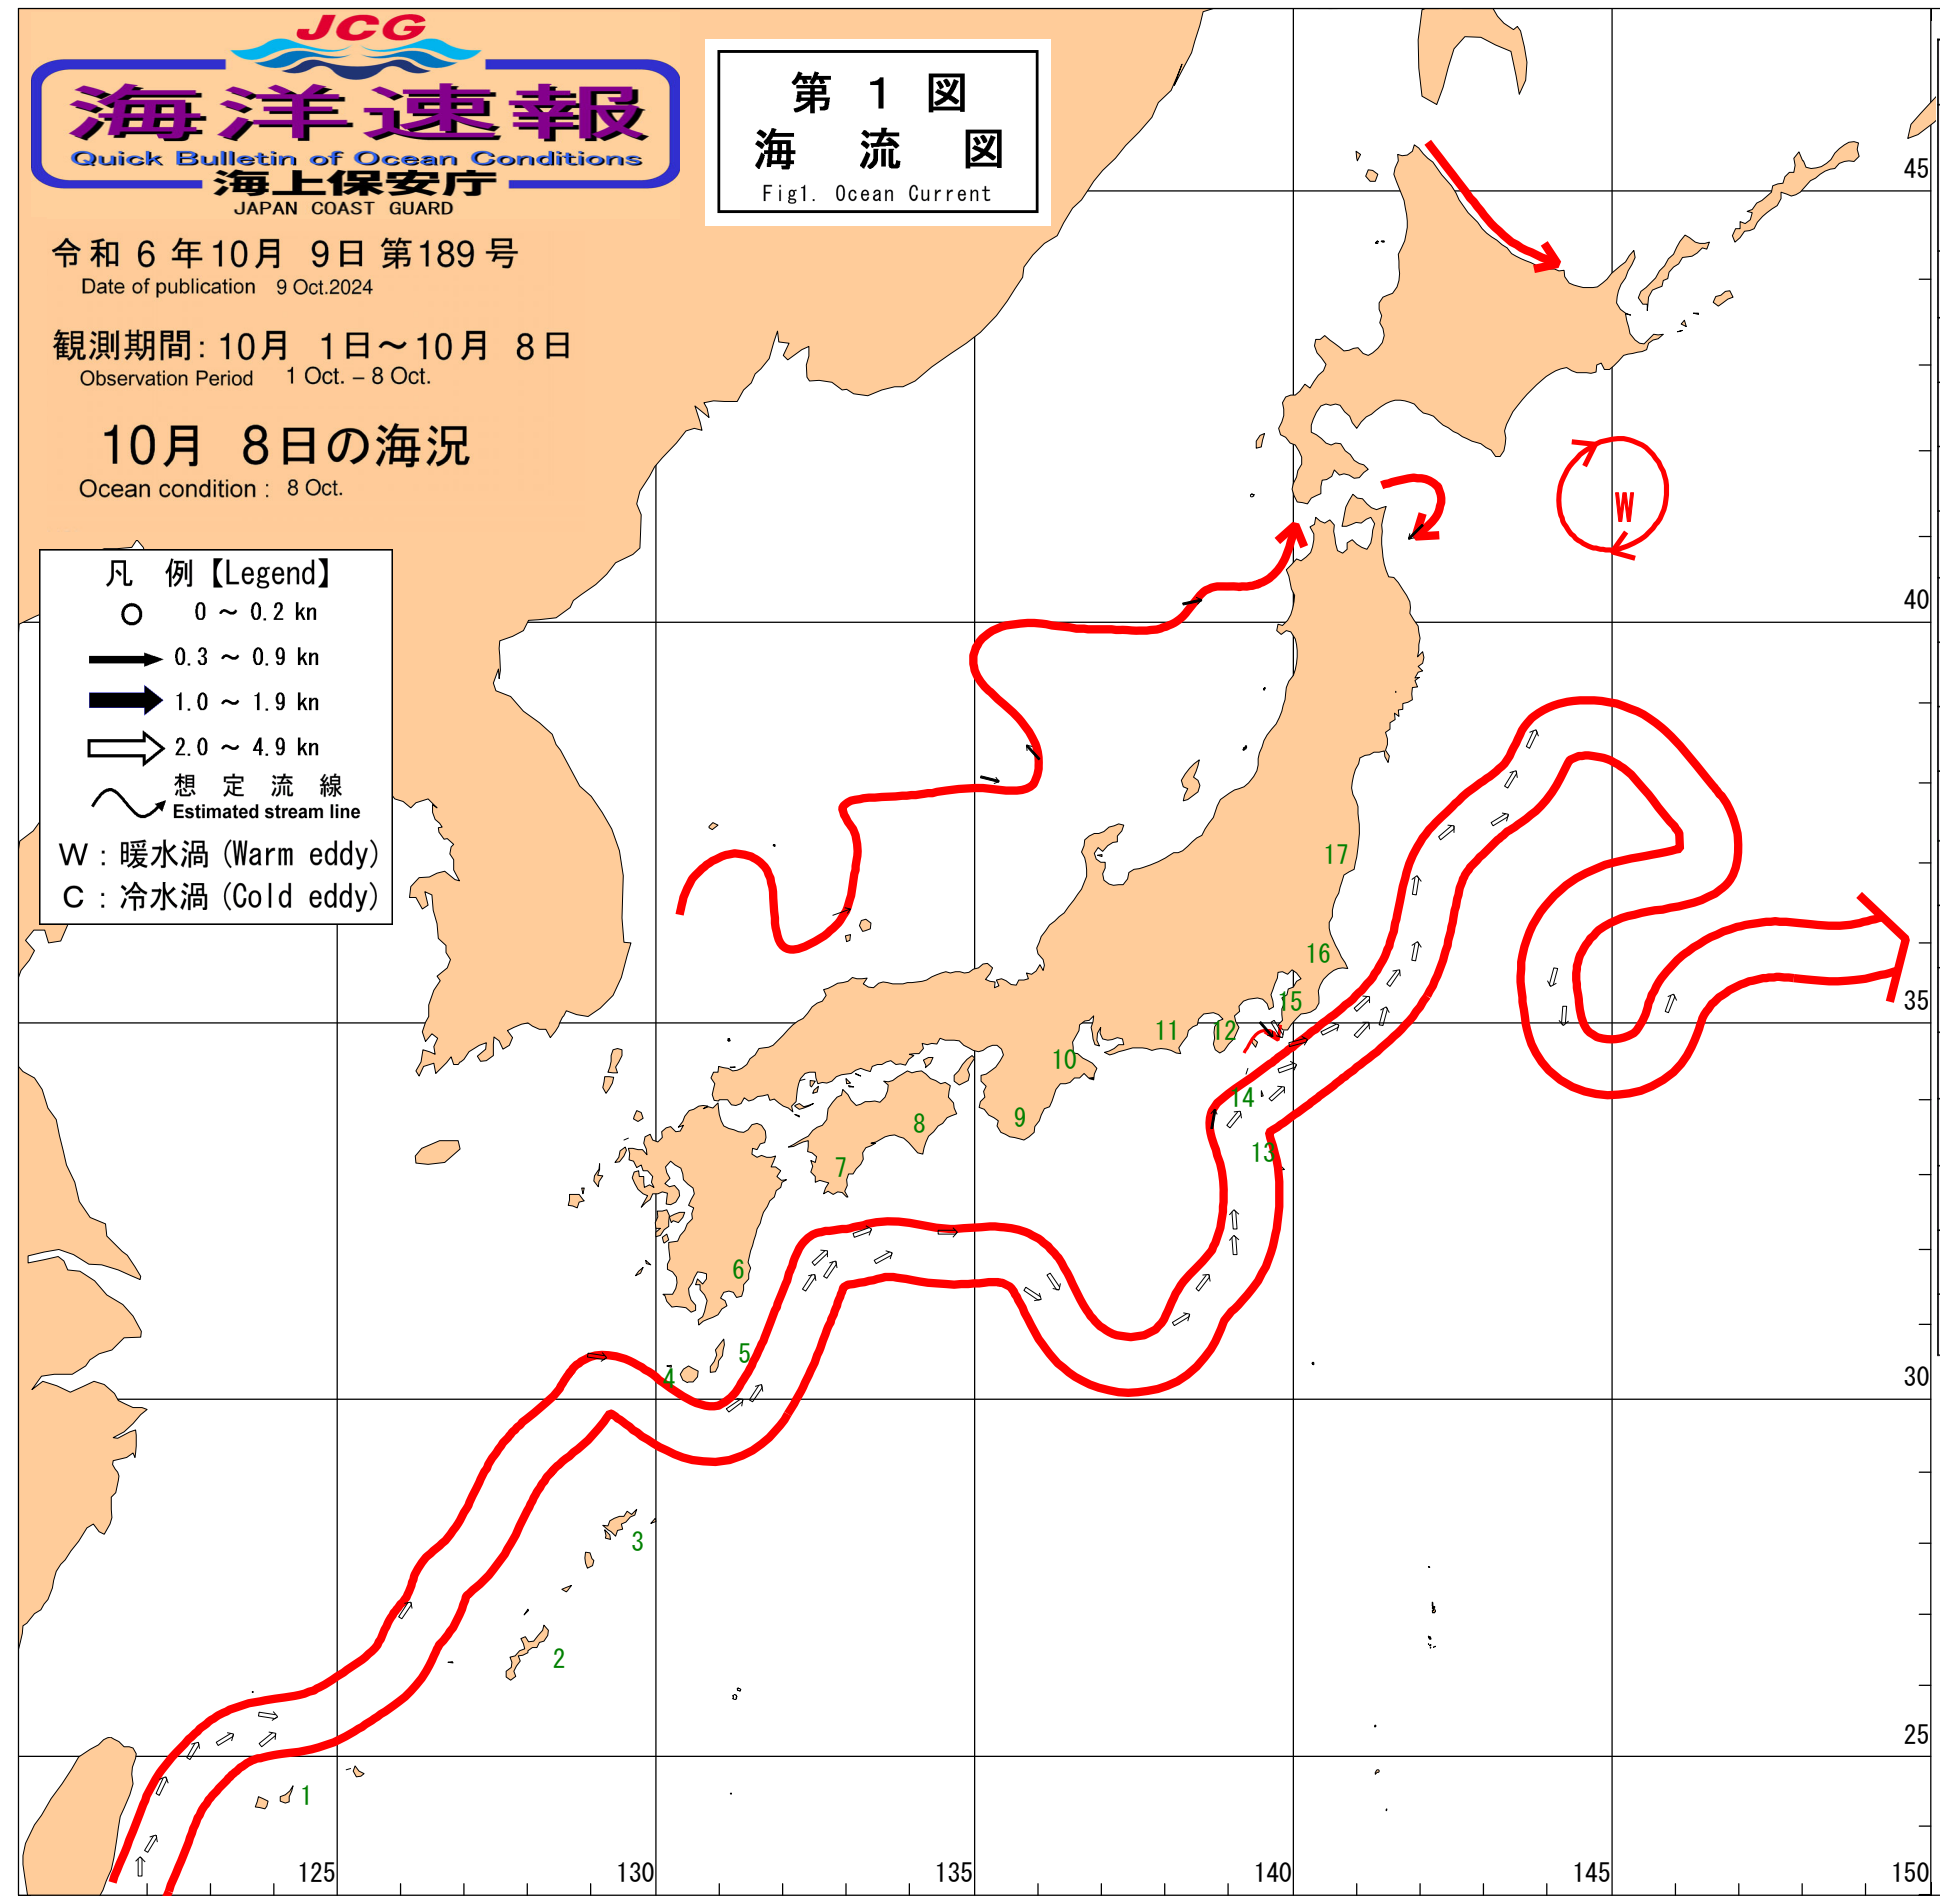 JCG
海洋速報
Quick Bulletin of Ocean Conditions
海上保安庁
JAPAN COAST GUARD
令和 6 年10月 9日 第189号
Date of publication 9 Oct.2024
観測期間: 10月 1日～10月 8日
Observation Period 1 Oct. – 8 Oct.
10月 8日の海況
Ocean condition : 8 Oct.
第 1 図
海 流 図
Fig1. Ocean Current
凡 例【Legend】
0 ～ 0.2 kn
0.3 ～ 0.9 kn
1.0 ～ 1.9 kn
2.0 ～ 4.9 kn
想 定 流 線
Estimated stream line
W : 暖水渦 (Warm eddy)
C : 冷水渦 (Cold eddy)
45
W
40
17
16
35
15
12
11
10
14
9
8
13
7
6
5
4
30
3
2
25
1
125
130
135
140
145
150